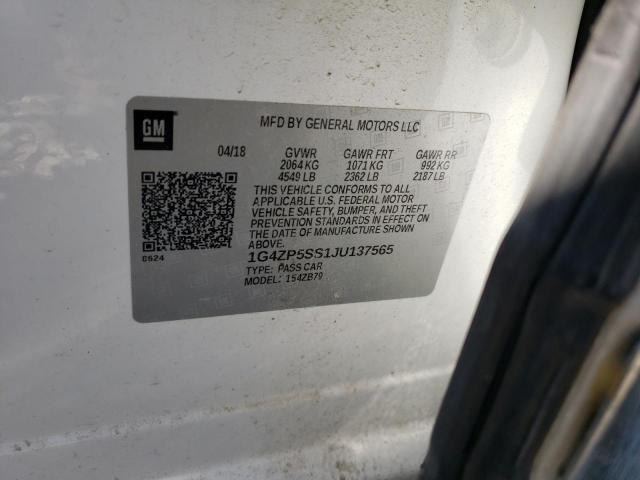 GM
MFD BY GENERAL MOTORS LLC
04/18 GVWR GAWR FRT GAWR RR
2064 KG 1071 KG 992 KG
4549 LB 2362 LB 2187 LB
THIS VEHICLE CONFORMS TO ALL
APPLICABLE U.S. FEDERAL MOTOR
VEHICLE SAFETY, BUMPER, AND THEFT
PREVENTION STANDARDS IN EFFECT ON
THE DATE OF MANUFACTURE SHOWN
ABOVE.
1G4ZP5SS1JU137565
TYPE: PASS CAR
MODEL: 154ZB79